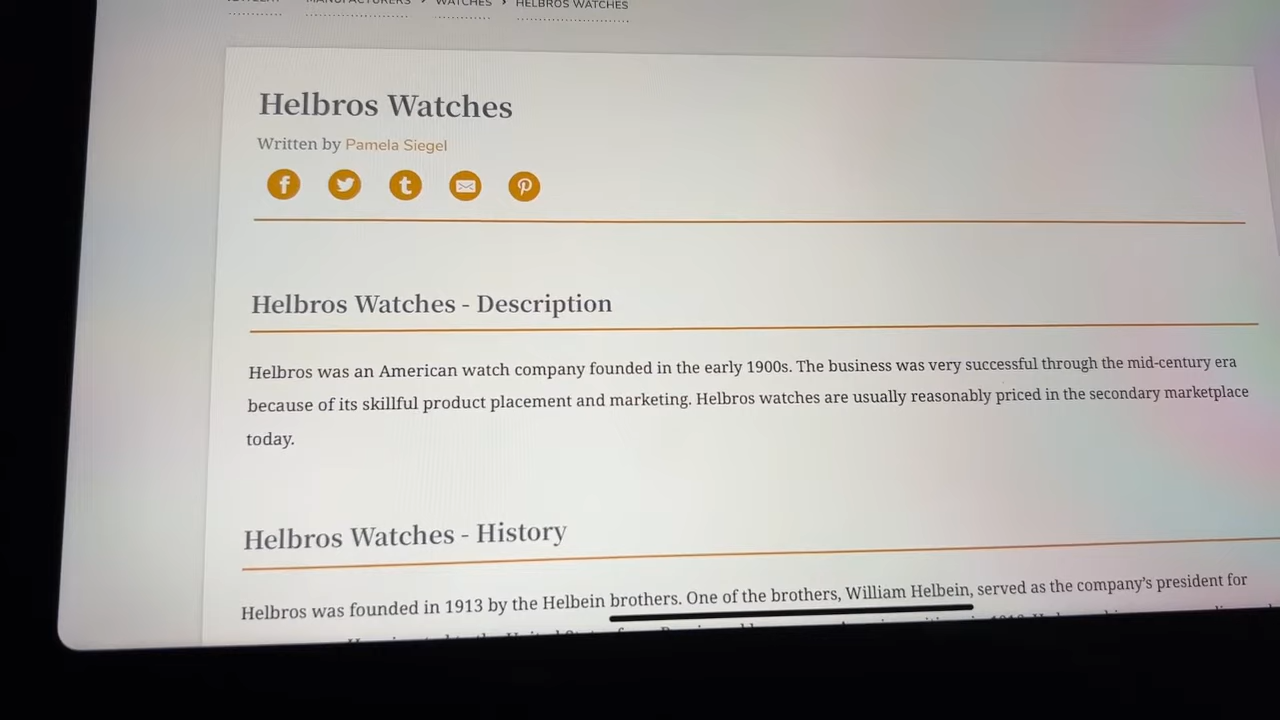 MANUFACTURERS > WATCHES > HELBROS WATCHES
Helbros Watches
Written by Pamela Siegel
Helbros Watches - Description
Helbros was an American watch company founded in the early 1900s. The business was very successful through the mid-century era
because of its skillful product placement and marketing. Helbros watches are usually reasonably priced in the secondary marketplace
today.
Helbros Watches - History
Helbros was founded in 1913 by the Helbein brothers. One of the brothers, William Helbein, served as the company's president for